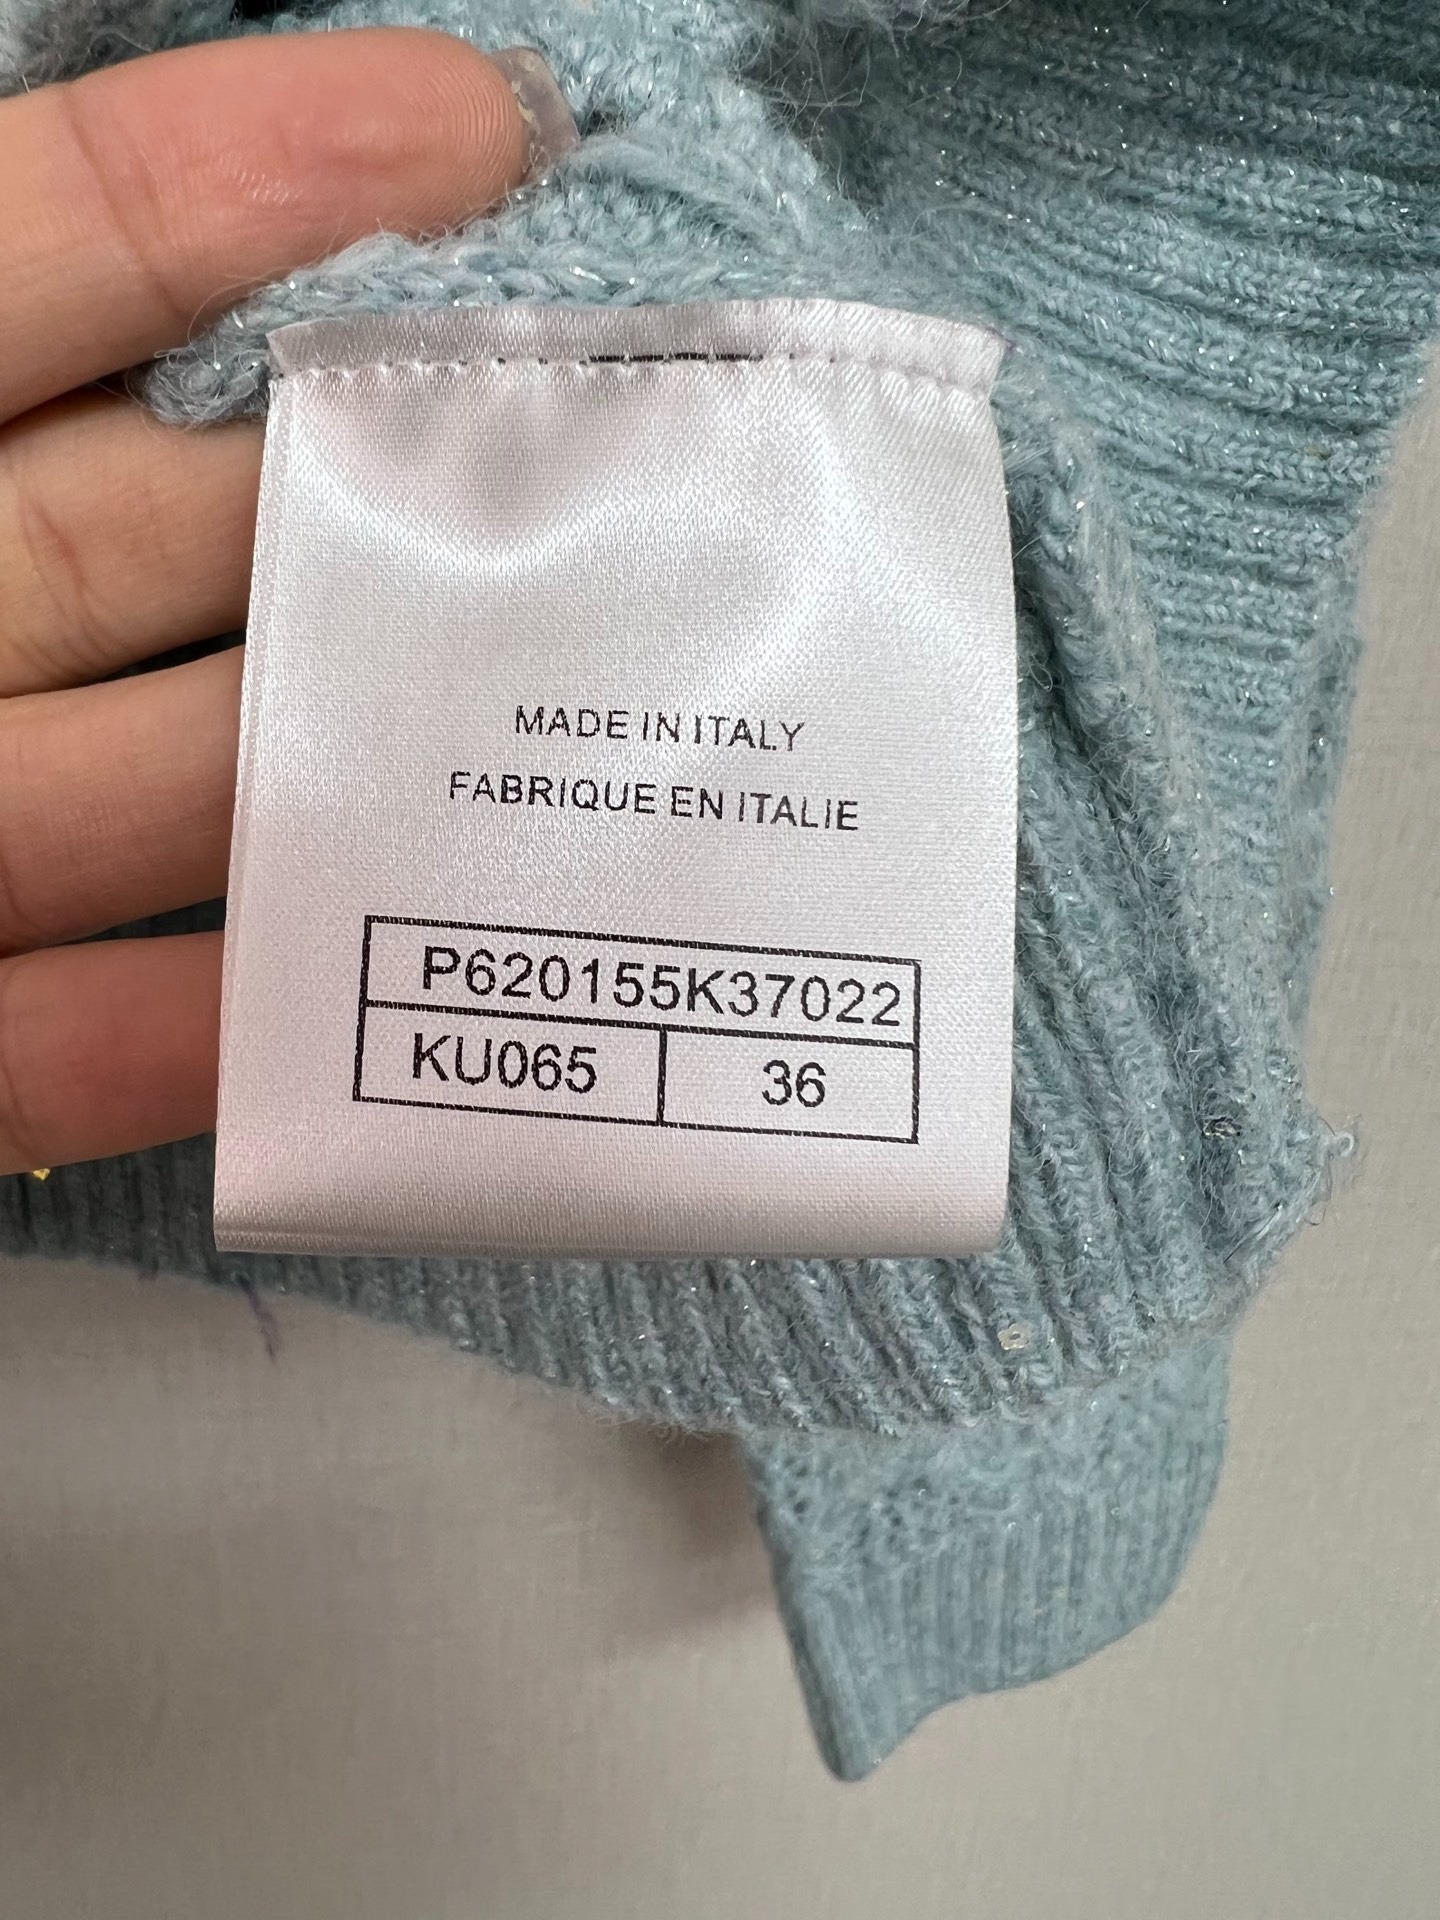 MADE IN ITALY
FABRIQUE EN ITALIE
P620155K37022
KU065 36